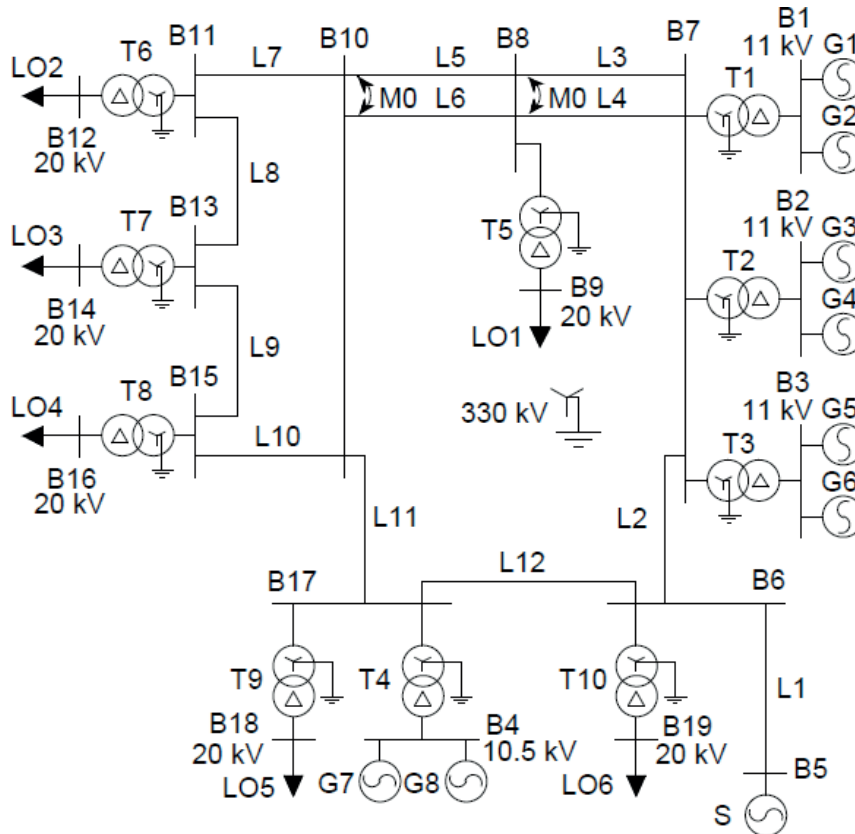 B11 B10 B8 B7 B1
11 kV G1
LO2 T6 L7 L5 L3
M0 L6 M0 L4 T1
G2
B12
20 kV
L8
B2
11 kV G3
LO3 T7 B13
T5 T2
G4
B14
20 kV
B9
20 kV
LO1
L9
B3
11 kV G5
LO4 T8 B15
330 kV
T3
G6
B16
20 kV
L10
L11 L2
B17 L12 B6
T9 T4 T10 L1
B18
20 kV
B4
10.5 kV
B19
20 kV
B5
LO5 G7 G8 LO6 S